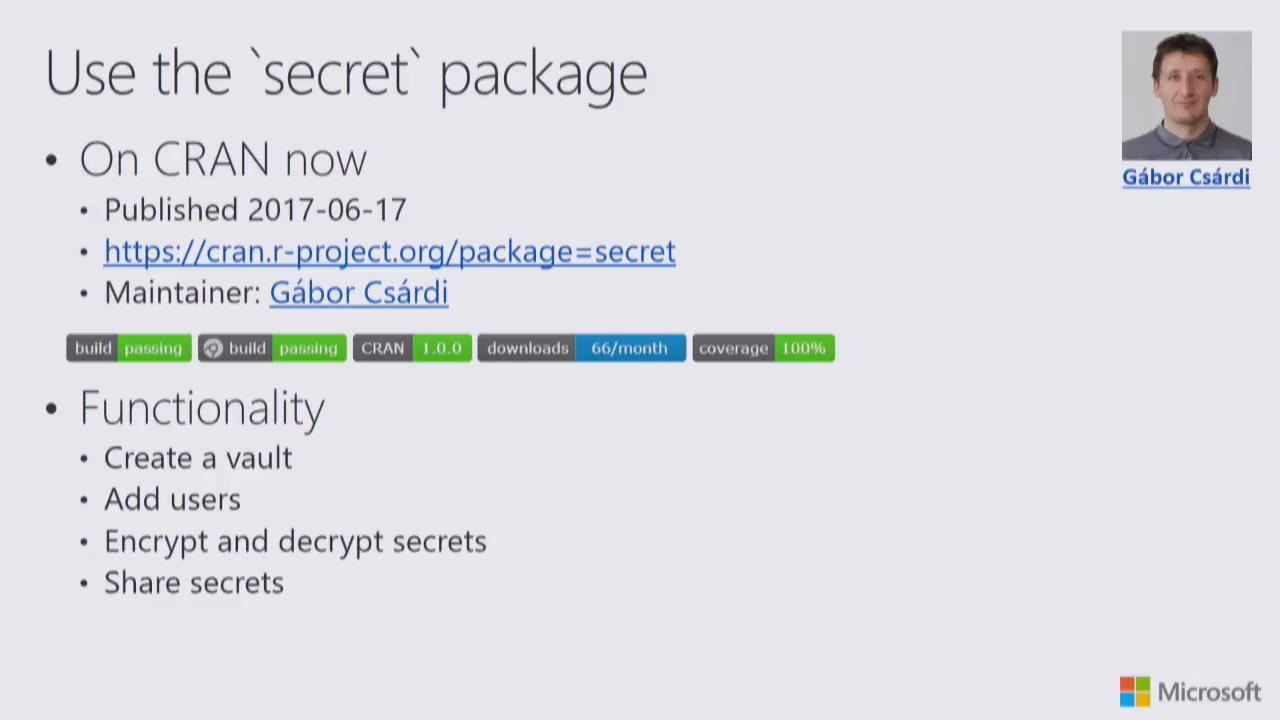 Use the `secret` package
Gábor Csárdi
• On CRAN now
• Published 2017-06-17
• https://cran.r-project.org/package=secret
• Maintainer: Gábor Csárdi
build passing build passing CRAN 1.0.0 downloads 66/month coverage 100%
• Functionality
• Create a vault
• Add users
• Encrypt and decrypt secrets
• Share secrets
Microsoft